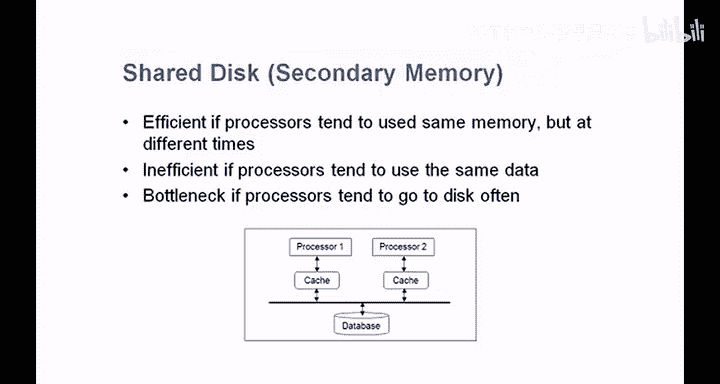 bilibili
Shared Disk (Secondary Memory)
• Efficient if processors tend to used same memory, but at
different times
• Inefficient if processors tend to use the same data
• Bottleneck if processors tend to go to disk often
Processor 1 Processor 2
Cache Cache
Database